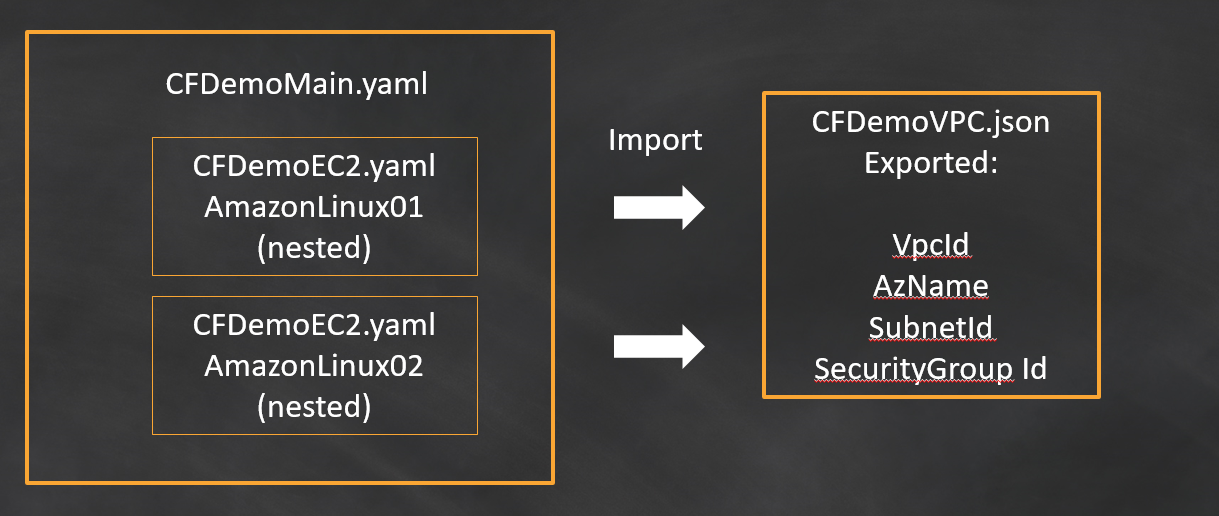 CFDemoMain.yaml
CFDemoEC2.yaml
AmazonLinux01
(nested)
CFDemoEC2.yaml
AmazonLinux02
(nested)
Import
CFDemoVPC.json
Exported:
VpcId
AzName
SubnetId
SecurityGroup Id